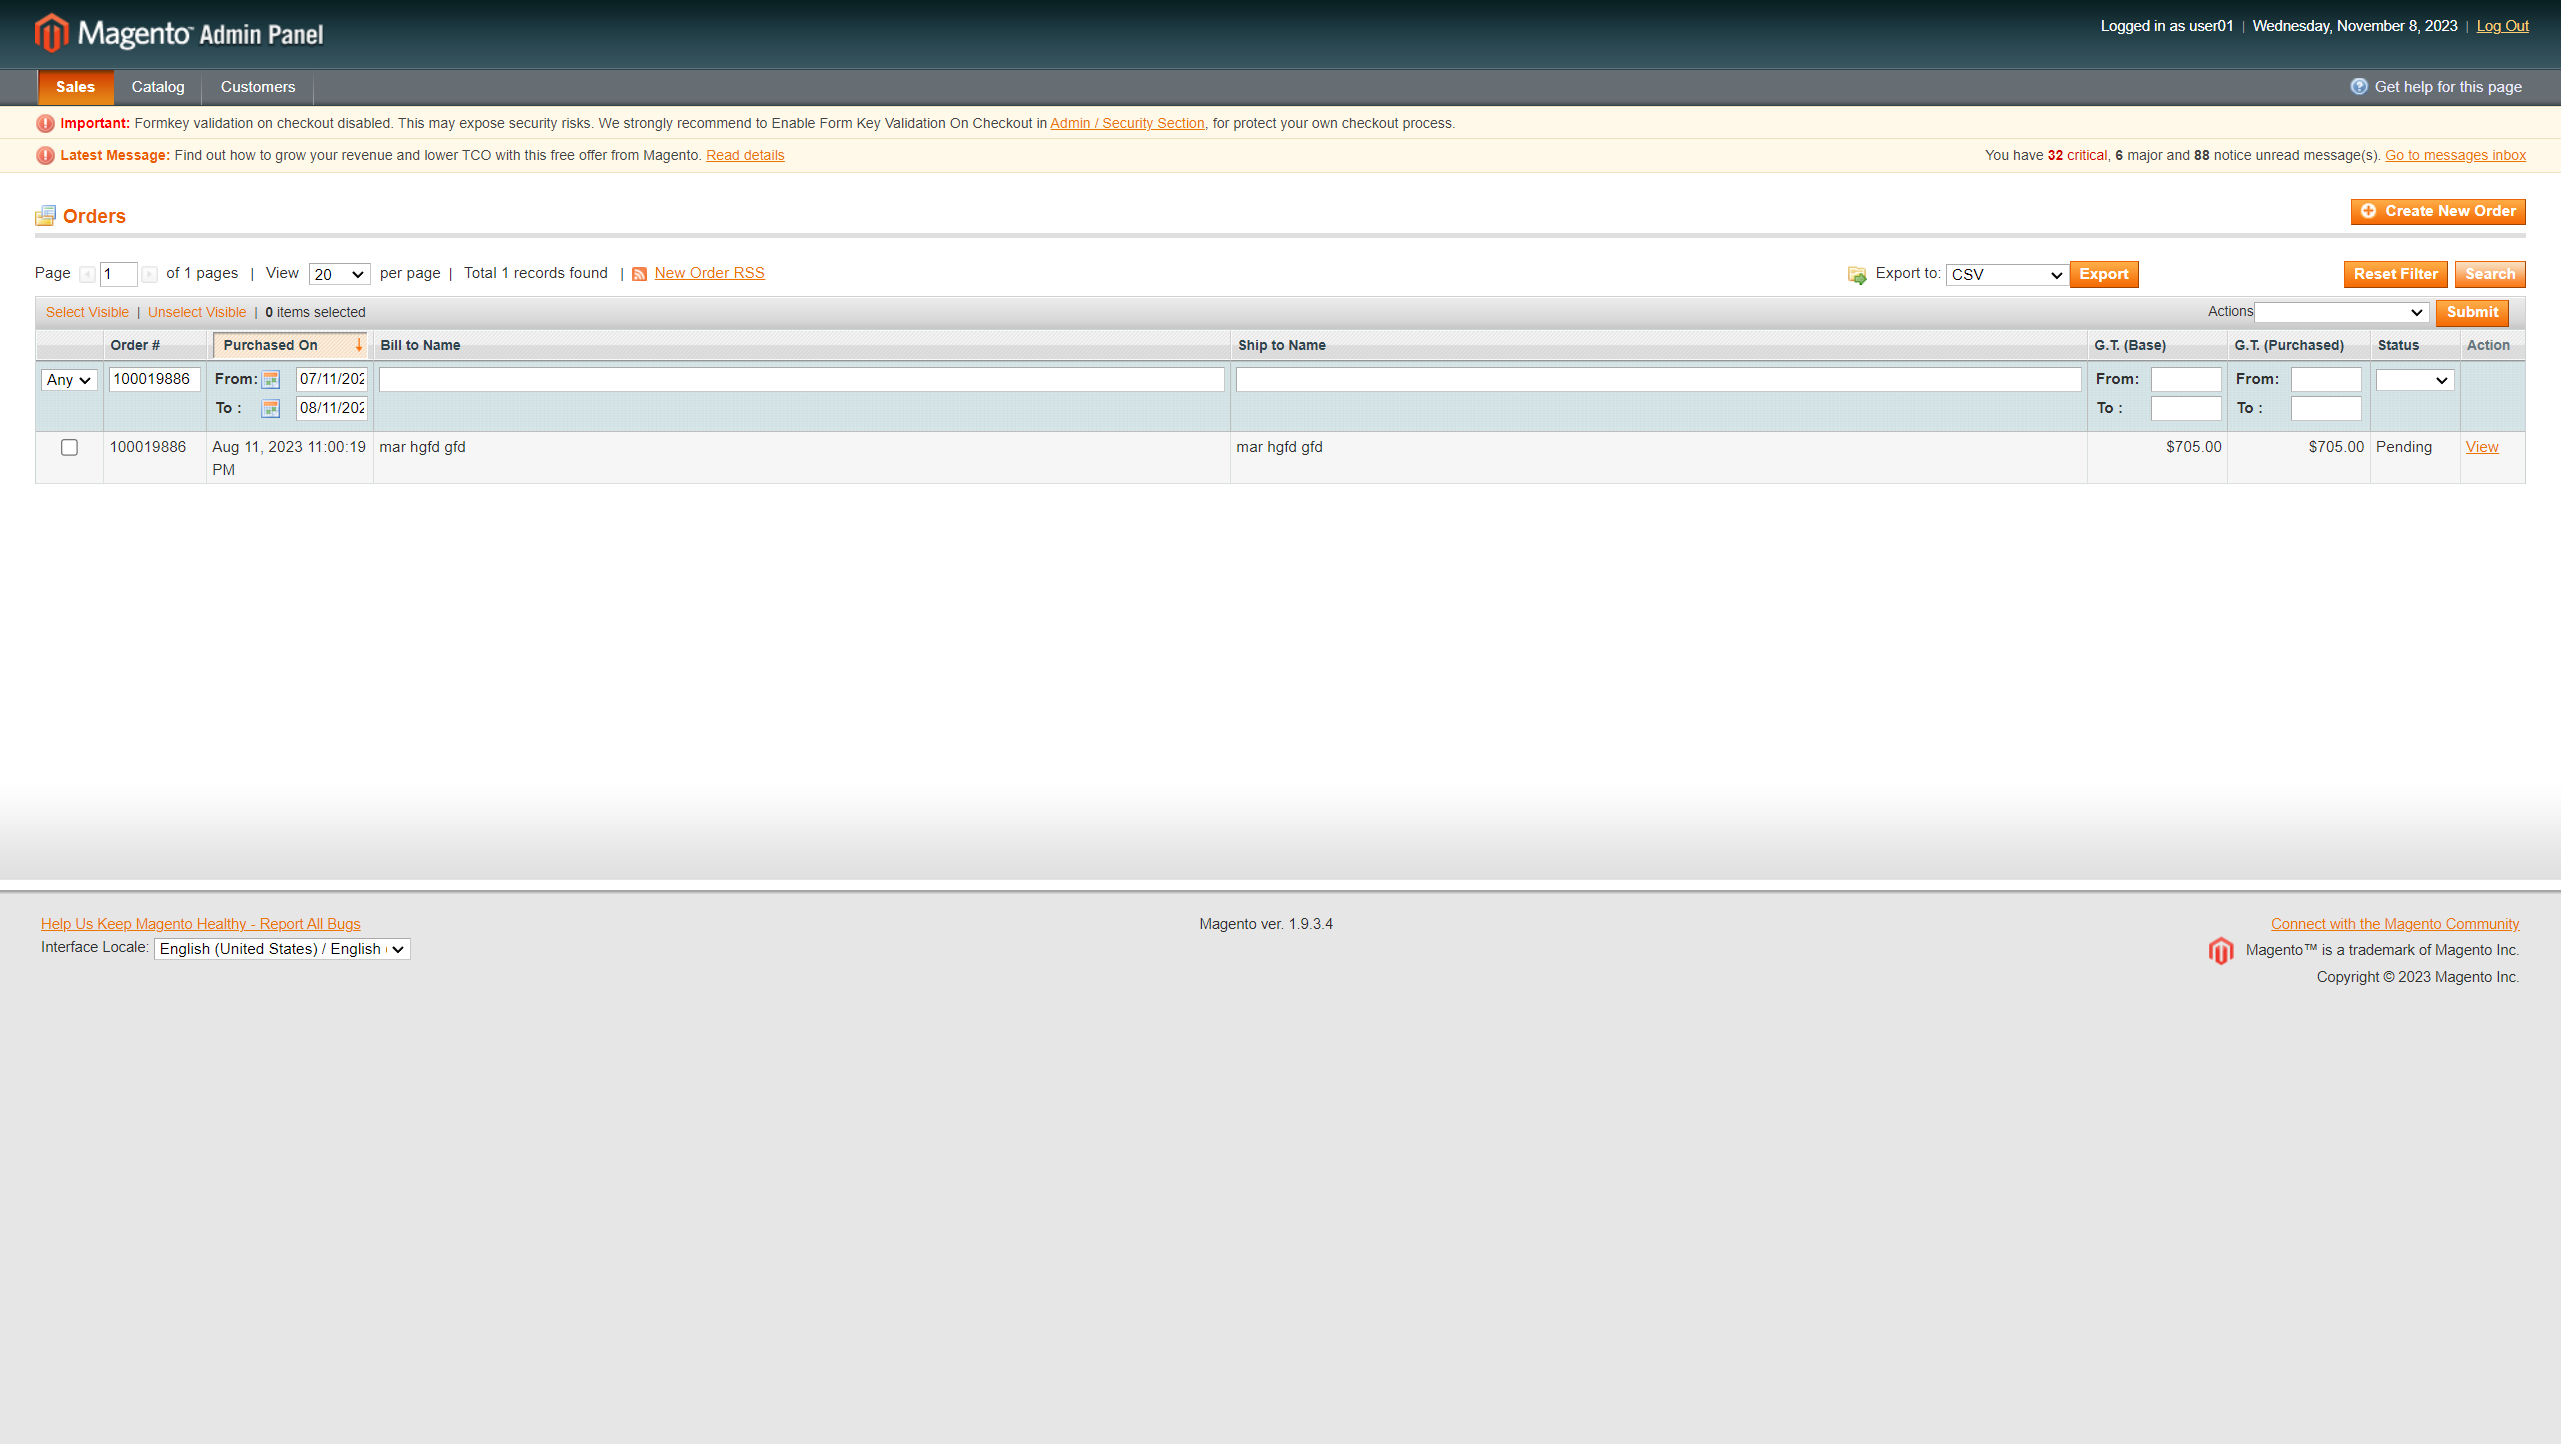 Magento™ Admin Panel
Logged in as user01 | Wednesday, November 8, 2023 | Log Out
Sales Catalog Customers Get help for this page
Important: Formkey validation on checkout disabled. This may expose security risks. We strongly recommend to Enable Form Key Validation On Checkout in Admin / Security Section, for protect your own checkout process.
Latest Message: Find out how to grow your revenue and lower TCO with this free offer from Magento. Read details You have 32 critical, 6 major and 88 notice unread message(s). Go to messages inbox
Orders Create New Order
Page 1 of 1 pages | View 20 per page | Total 1 records found | New Order RSS Export to: CSV Export Reset Filter Search
Select Visible | Unselect Visible | 0 items selected Actions Submit
Order # Purchased On Bill to Name Ship to Name G.T. (Base) G.T. (Purchased) Status Action
Any 100019886 From: 07/11/202 From: From:
To : 08/11/202 To : To :
100019886 Aug 11, 2023 11:00:19 mar hgfd gfd mar hgfd gfd $705.00 $705.00 Pending View
PM
Help Us Keep Magento Healthy - Report All Bugs Magento ver. 1.9.3.4 Connect with the Magento Community
Interface Locale: English (United States) / English Magento™ is a trademark of Magento Inc.
Copyright © 2023 Magento Inc.